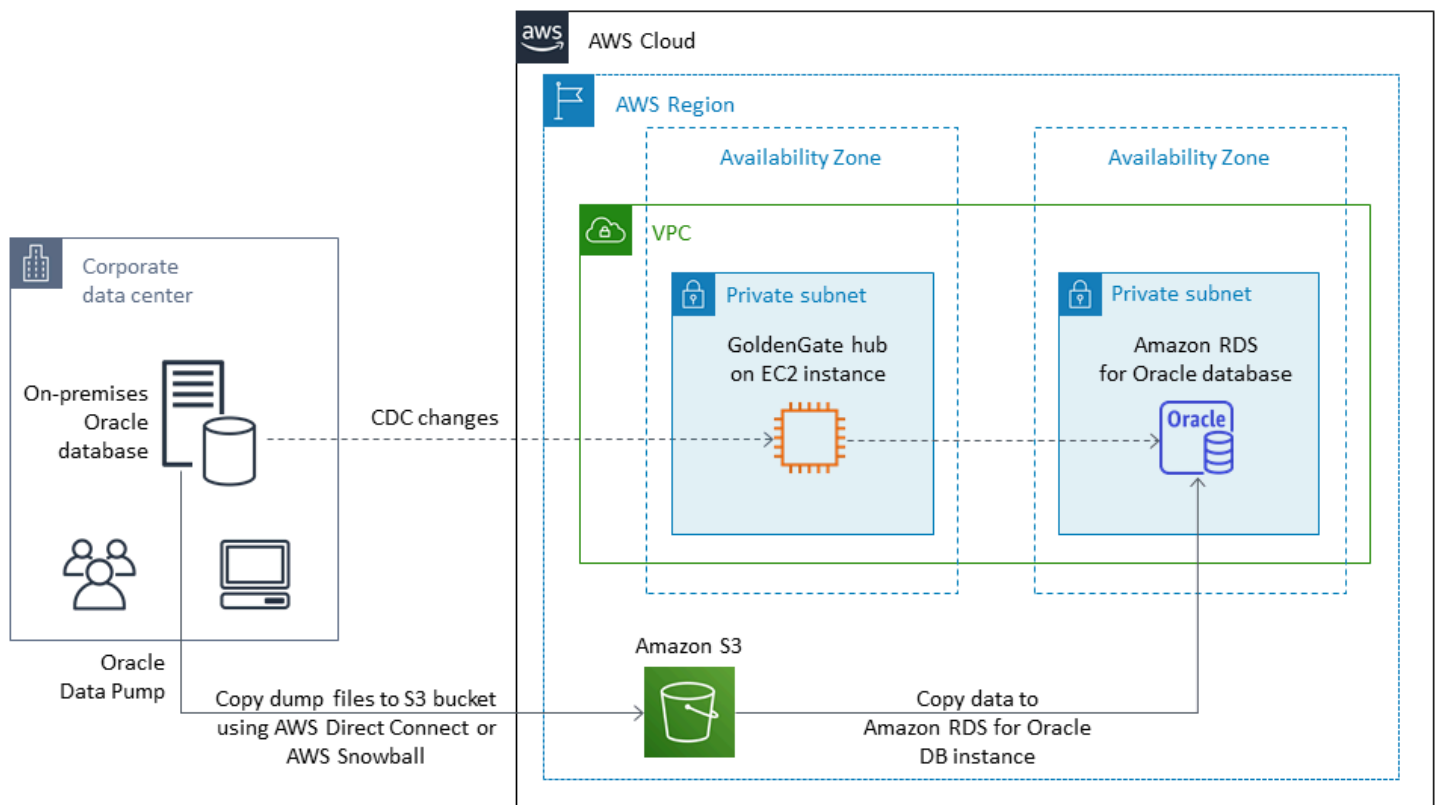 aws
AWS Cloud
AWS Region
Availability Zone
Availability Zone
VPC
Corporate
data center
Private subnet
Private subnet
GoldenGate hub
on EC2 instance
Amazon RDS
for Oracle database
On-premises
Oracle
database
CDC changes
Oracle
Amazon S3
Oracle
Data Pump
Copy dump files to S3 bucket
using AWS Direct Connect or
AWS Snowball
Copy data to
Amazon RDS for Oracle
DB instance